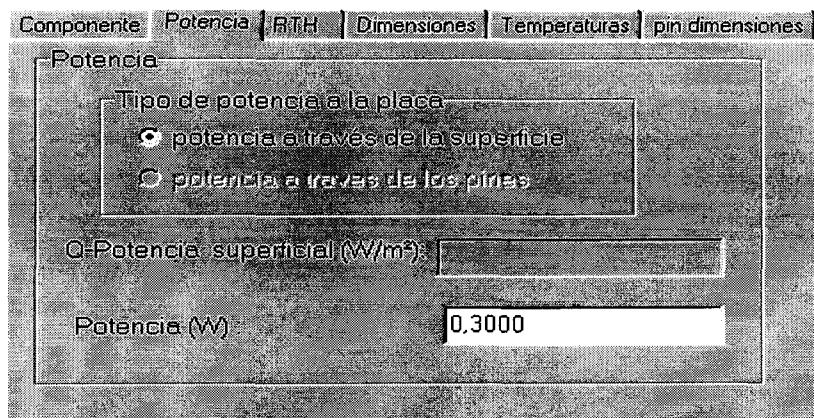 Componente Potencia RTH Dimensiones Temperaturas pin dimensiones
Potencia
Tipo de potencia a la placa
potencia a través de la superficie
potencia a traves de los pines
Q-Potencia superficial (W/m²):
Potencia (W) 0,3000